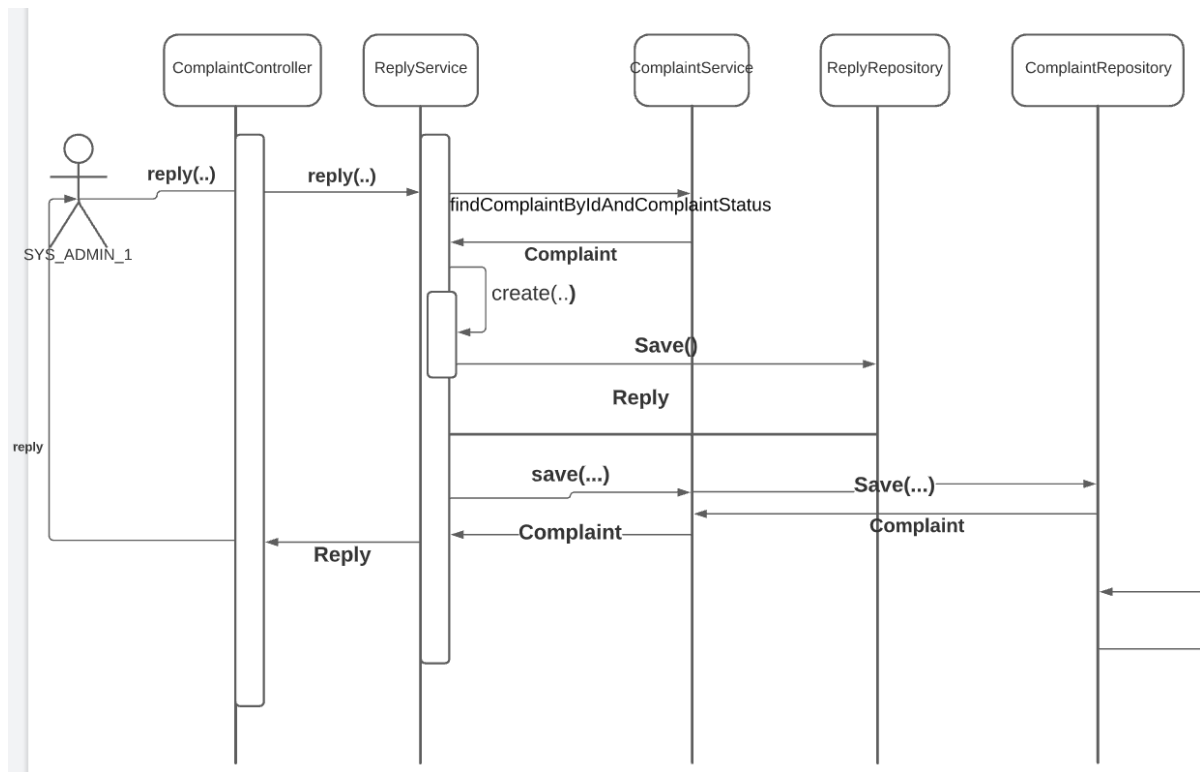 ComplaintController
ReplyService
ComplaintService
ReplyRepository
ComplaintRepository
reply(..)
reply(..)
findComplaintByIdAndComplaintStatus
SYS_ADMIN_1
Complaint
create(..)
Save()
Reply
reply
save(...)
Save(...)
Complaint
Complaint
Reply